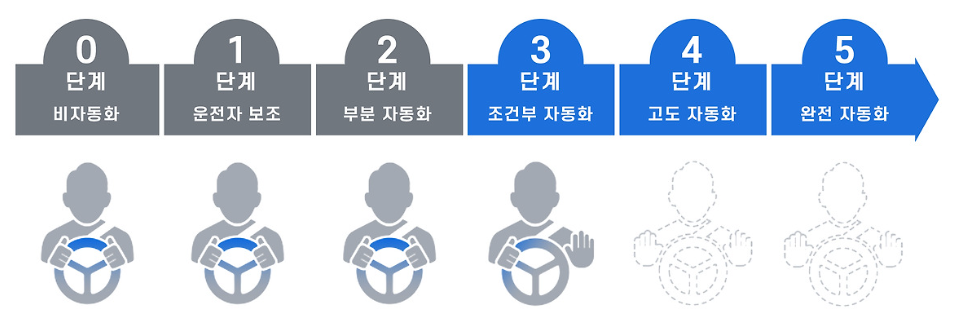 0
단계
비자동화
1
단계
운전자 보조
2
단계
부분 자동화
3
단계
조건부 자동화
4
단계
고도 자동화
5
단계
완전 자동화